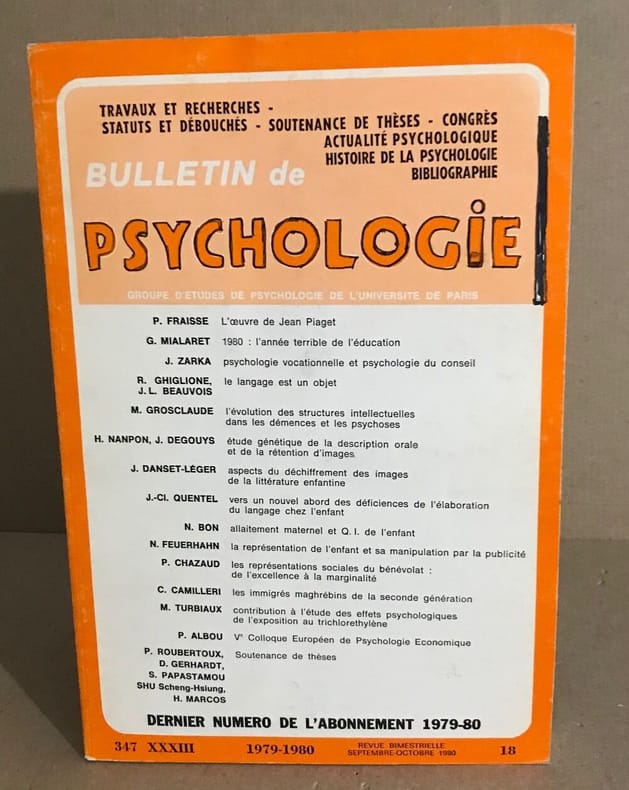 TRAVAUX ET RECHERCHES -
STATUTS ET DÉBOUCHÉS - SOUTENANCE DE THÈSES - CONGRÈS
ACTUALITÉ PSYCHOLOGIQUE
HISTOIRE DE LA PSYCHOLOGIE
BIBLIOGRAPHIE
BULLETIN de
PSYCHOLOGIE
GROUPE D'ETUDES DE PSYCHOLOGIE DE L'UNIVERSITE DE PARIS
P. FRAISSE L'œuvre de Jean Piaget
G. MIALARET 1980 : l'année terrible de l'éducation
J. ZARKA psychologie vocationnelle et psychologie du conseil
R. GHIGLIONE, le langage est un objet
J.L. BEAUVOIS
M. GROSCLAUDE l'évolution des structures intellectuelles
dans les démences et les psychoses
H. NANPON, J. DEGOUYS étude génétique de la description orale
et de la rétention d'images
J. DANSET-LÉGER aspects du déchiffrement des images
de la littérature enfantine
J.-Cl. QUENTEL vers un nouvel abord des déficiences de l'élaboration
du langage chez l'enfant
N. BON allaitement maternel et Q.I. de l'enfant
N. FEUERHAHN la représentation de l'enfant et sa manipulation par la publicité
P. CHAZAUD les représentations sociales du bénévolat :
de l'excellence à la marginalité
C. CAMILLERI les immigrés maghrébins de la seconde génération
M. TURBIAUX contribution à l'étude des effets psychologiques
de l'exposition au trichlorethylène
P. ALBOU Vᵉ Colloque Européen de Psychologie Economique
P. ROUBERTOUX, Soutenance de thèses
D. GERHARDT,
S. PAPASTAMOU
SHU Scheng-Hsiung,
H. MARCOS
DERNIER NUMERO DE L'ABONNEMENT 1979-80
347 XXXIII 1979-1980 REVUE BIMESTRIELLE 18
SEPTEMBRE-OCTOBRE 1980